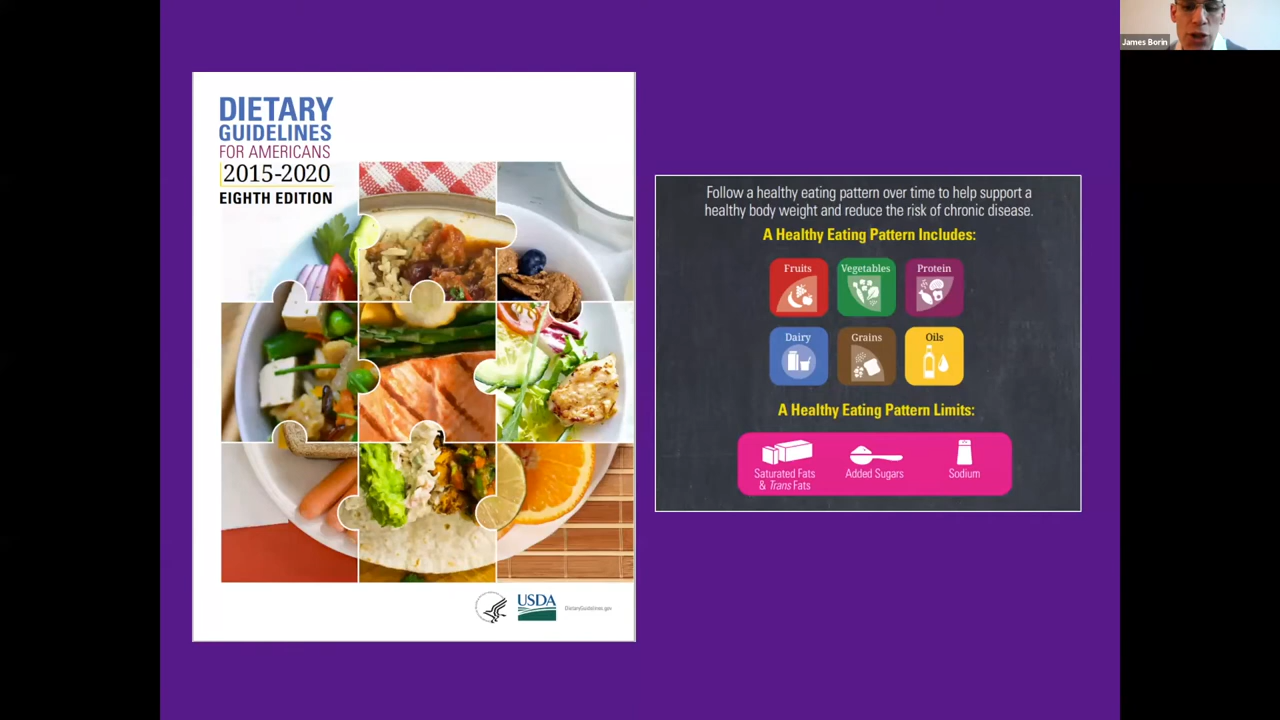 James Borin
DIETARY
GUIDELINES
FOR AMERICANS
2015-2020
EIGHTH EDITION
USDA
DietaryGuidelines.gov
Follow a healthy eating pattern over time to help support a
healthy body weight and reduce the risk of chronic disease.
A Healthy Eating Pattern Includes:
Fruits
Vegetables
Protein
Dairy
Grains
Oils
A Healthy Eating Pattern Limits:
Saturated Fats
& Trans Fats
Added Sugars
Sodium